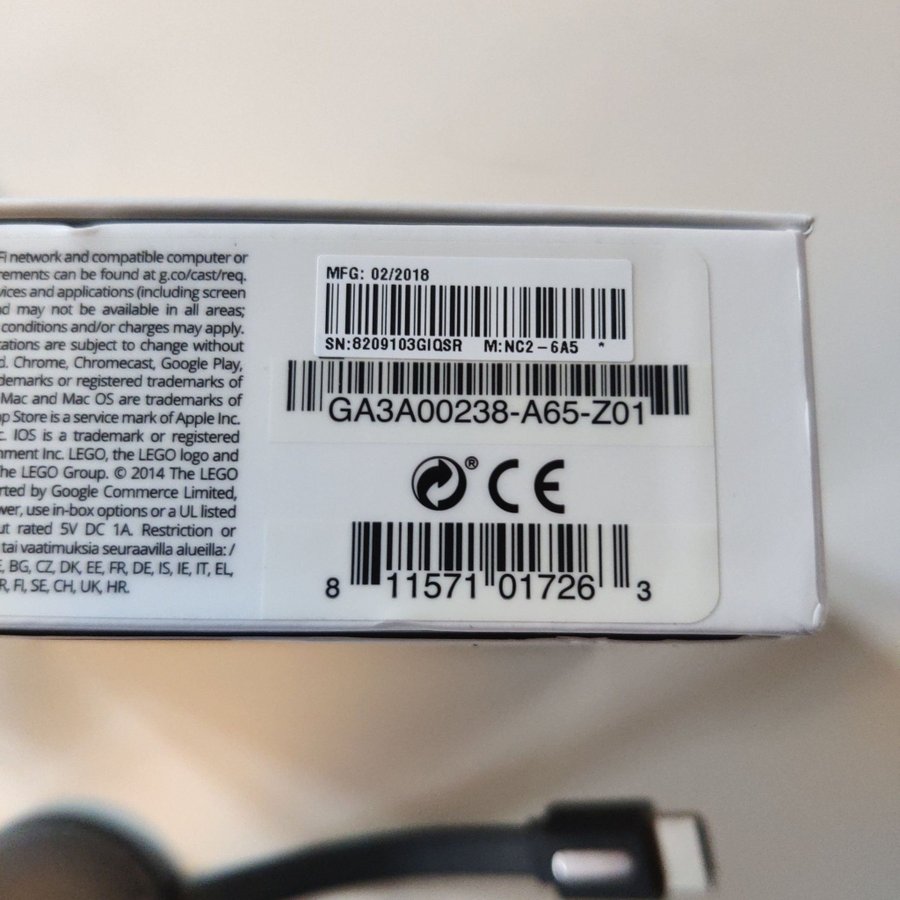 Fi network and compatible computer or
rements can be found at g.co/cast/req.
vices and applications (including screen
d may not be available in all areas;
conditions and/or charges may apply.
cations are subject to change without
d. Chrome, Chromecast, Google Play,
demarks or registered trademarks of
Mac and Mac OS are trademarks of
p Store is a service mark of Apple Inc.
c. IOS is a trademark or registered
nment Inc. LEGO, the LEGO logo and
he LEGO Group. © 2014 The LEGO
rted by Google Commerce Limited,
wer, use in-box options or a UL listed
ut rated 5V DC 1A. Restriction or
tai vaatimuksia seuraavilla alueilla: /
E, BG, CZ, DK, EE, FR, DE, IS, IE, IT, EL,
R, FI, SE, CH, UK, HR.
MFG: 02/2018
SN:8209103GIQSR M:NC2-6A5 *
GA3A00238-A65-Z01
® CE
8 11571 01726 3